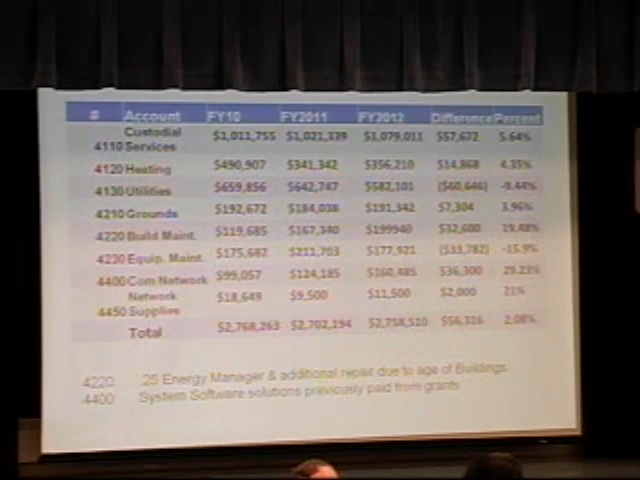 # Account FY10 FY2011 FY2012 Difference Percent
4110 Custodial Services $1,011,755 $1,021,339 $1,079,011 $57,672 5.64%
4120 Heating $490,907 $341,342 $356,210 $14,868 4.35%
4130 Utilities $659,856 $642,747 $582,101 ($60,646) -9.44%
4210 Grounds $192,672 $184,038 $191,342 $7,304 3.96%
4220 Build Maint. $119,685 $167,340 $199940 $32,600 19.48%
4230 Equip. Maint. $175,682 $211,703 $177,921 ($33,782) -15.9%
4400 Com Network $99,057 $124,185 $160,485 $36,300 29.23%
4450 Network Supplies $18,649 $9,500 $11,500 $2,000 21%
Total $2,768,263 $2,702,194 $2,758,510 $56,316 2.08%
4220 .25 Energy Manager & additional repair due to age of Buildings
4400 System Software solutions previously paid from grants